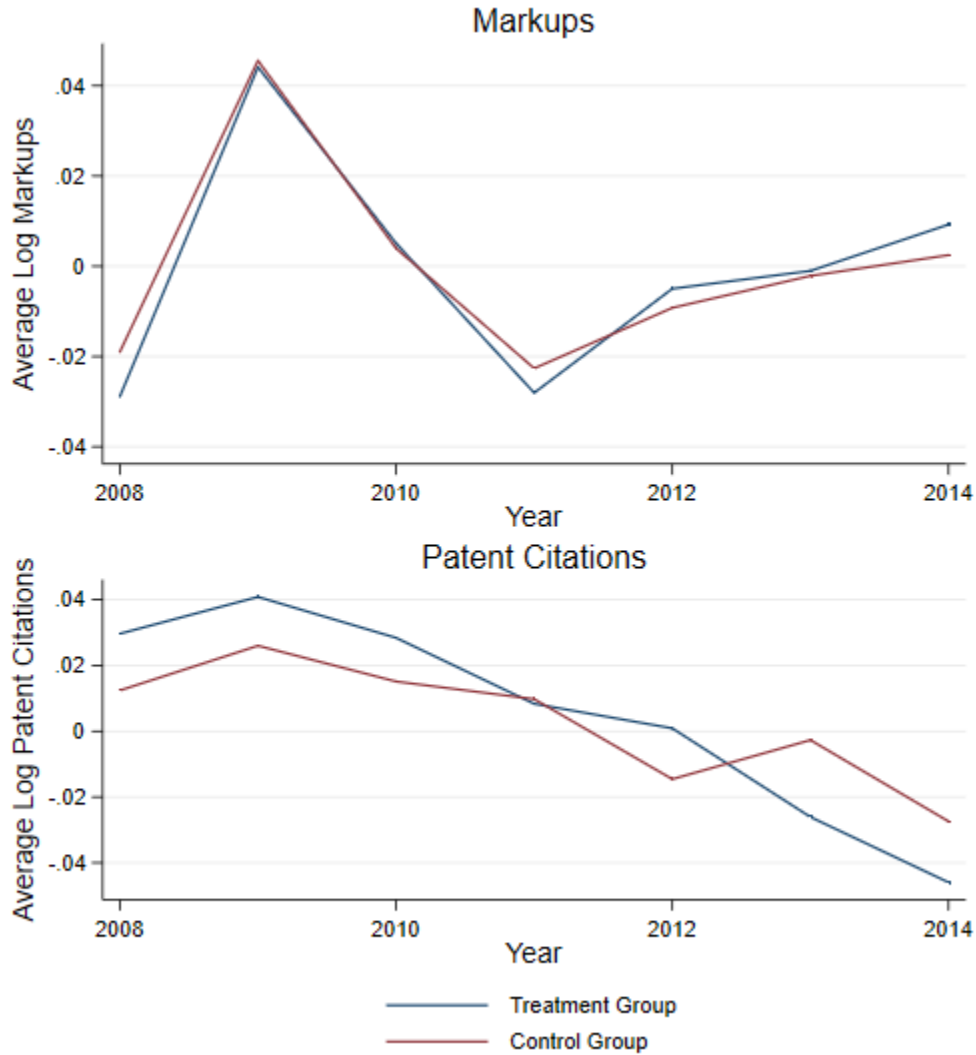 Markups
Average Log Markups
.04
.02
0
-.02
-.04
2008
2010
2012
2014
Year
Patent Citations
Average Log Patent Citations
.04
.02
0
-.02
-.04
2008
2010
2012
2014
Year
Treatment Group
Control Group